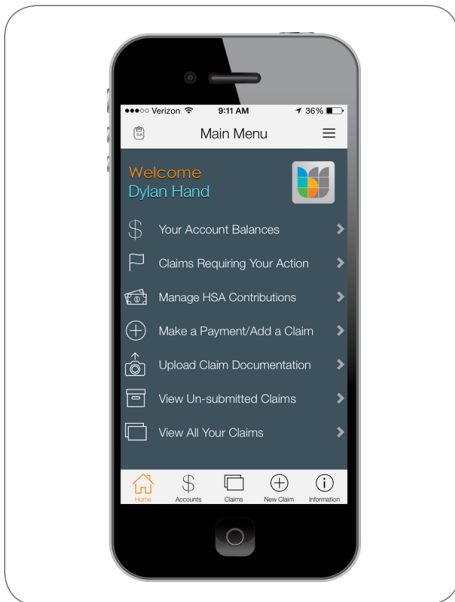 Verizon 9:11 AM 36%
Main Menu
Welcome
Dylan Hand
Your Account Balances
Claims Requiring Your Action
Manage HSA Contributions
Make a Payment/Add a Claim
Upload Claim Documentation
View Un-submitted Claims
View All Your Claims
Home Accounts Claims New Claim Information